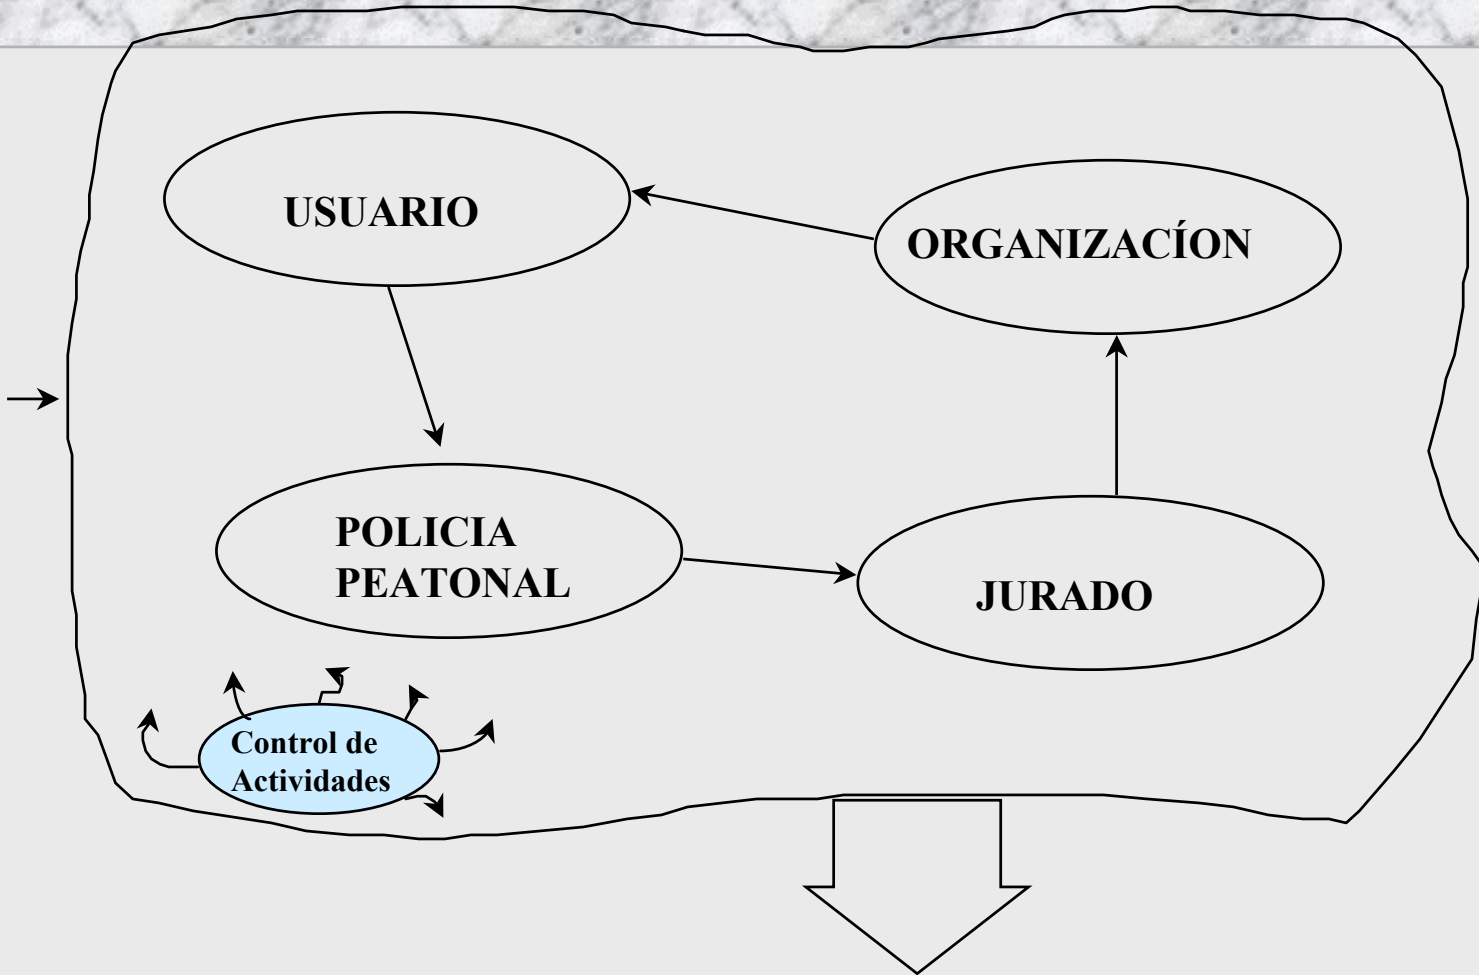 USUARIO
ORGANIZACÍON
POLICIA
PEATONAL
JURADO
Control de
Actividades